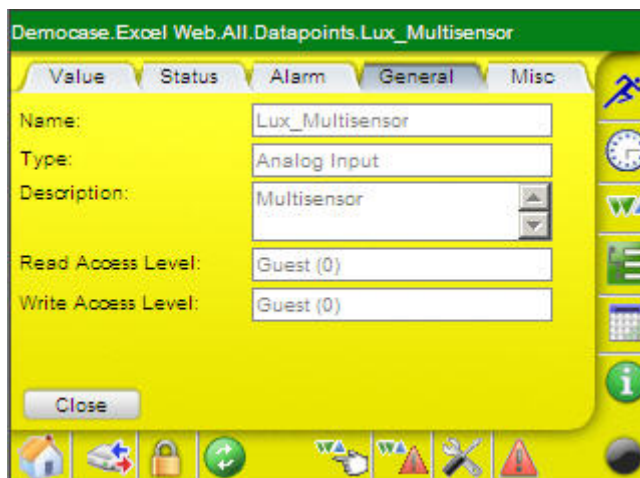 Democase.Excel Web.All.Datapoints.Lux_Multisensor
Value Status Alarm General Misc
Name: Lux_Multisensor
Type: Analog Input
Description: Multisensor
Read Access Level: Guest (0)
Write Access Level: Guest (0)
Close